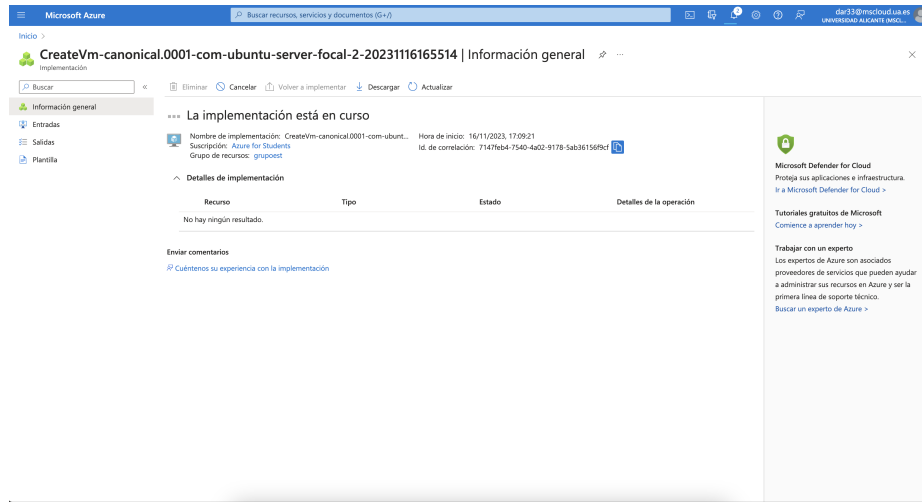 Microsoft Azure
Buscar recursos, servicios y documentos (G+/)
2
dar33@mscloud.ua.es
UNIVERSIDAD ALICANTE (MSCL...
Inicio >
CreateVm-canonical.0001-com-ubuntu-server-focal-2-20231116165514 | Información general
Implementación
Buscar
Eliminar Cancelar Volver a implementar Descargar Actualizar
Información general
Entradas
Salidas
Plantilla
La implementación está en curso
Nombre de implementación: CreateVm-canonical.0001-com-ubunt...
Suscripción: Azure for Students
Grupo de recursos: grupoest
Hora de inicio: 16/11/2023, 17:09:21
Id. de correlación: 7147feb4-7540-4a02-9178-5ab36156f9cf
Detalles de implementación
Recurso Tipo Estado Detalles de la operación
No hay ningún resultado.
Enviar comentarios
Cuéntenos su experiencia con la implementación
Microsoft Defender for Cloud
Proteja sus aplicaciones e infraestructura.
Ir a Microsoft Defender for Cloud >
Tutoriales gratuitos de Microsoft
Comience a aprender hoy >
Trabajar con un experto
Los expertos de Azure son asociados
proveedores de servicios que pueden ayudar
a administrar sus recursos en Azure y ser la
primera línea de soporte técnico.
Buscar un experto de Azure >